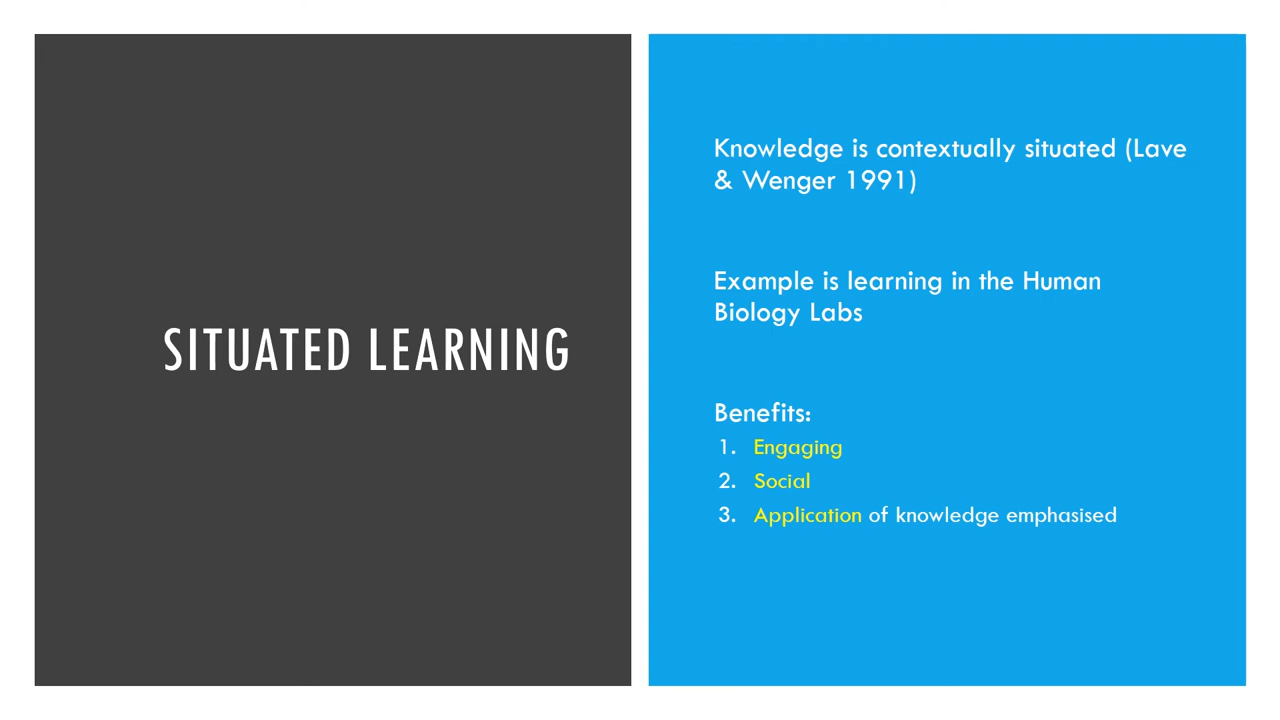 SITUATED LEARNING
Knowledge is contextually situated (Lave
& Wenger 1991)
Example is learning in the Human
Biology Labs
Benefits:
1. Engaging
2. Social
3. Application of knowledge emphasised